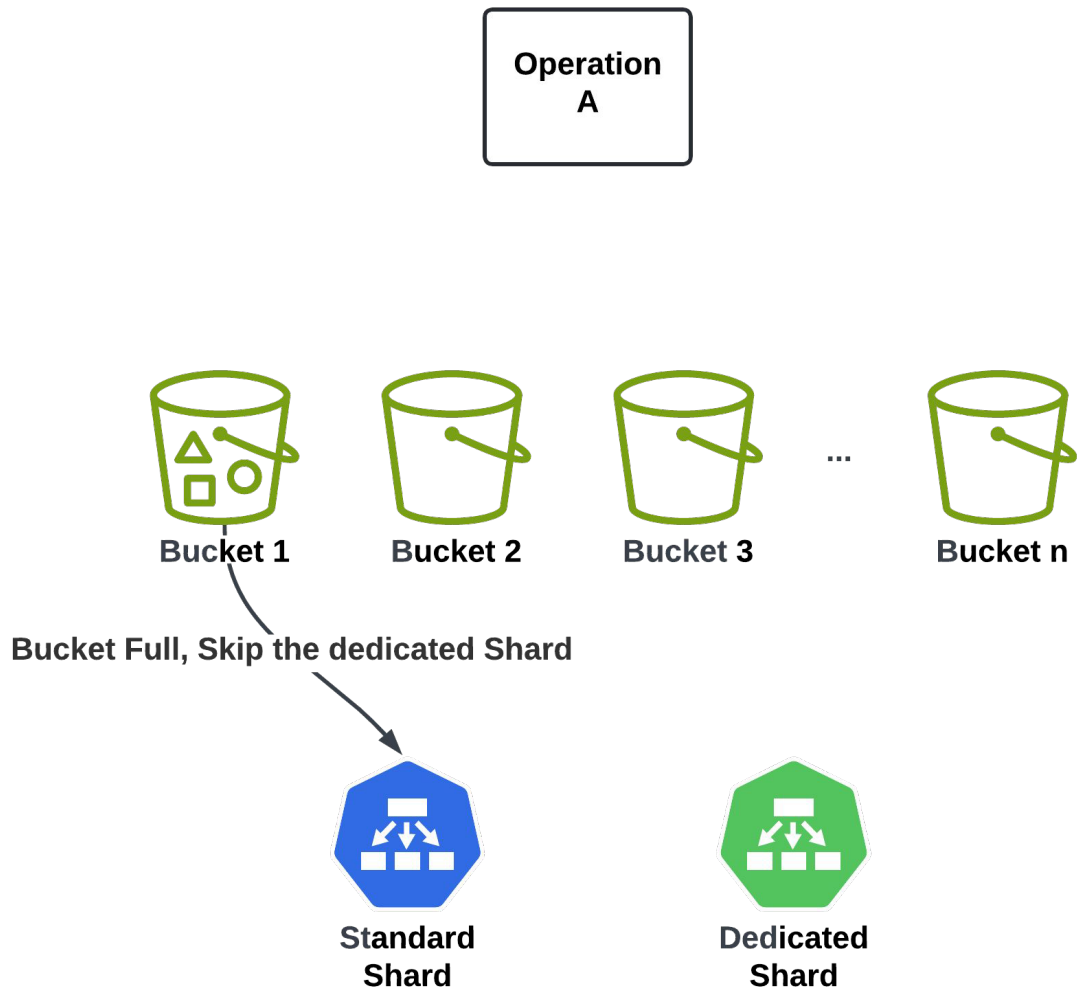 Operation
A
...
Bucket 1
Bucket 2
Bucket 3
Bucket n
Bucket Full, Skip the dedicated Shard
Standard
Shard
Dedicated
Shard